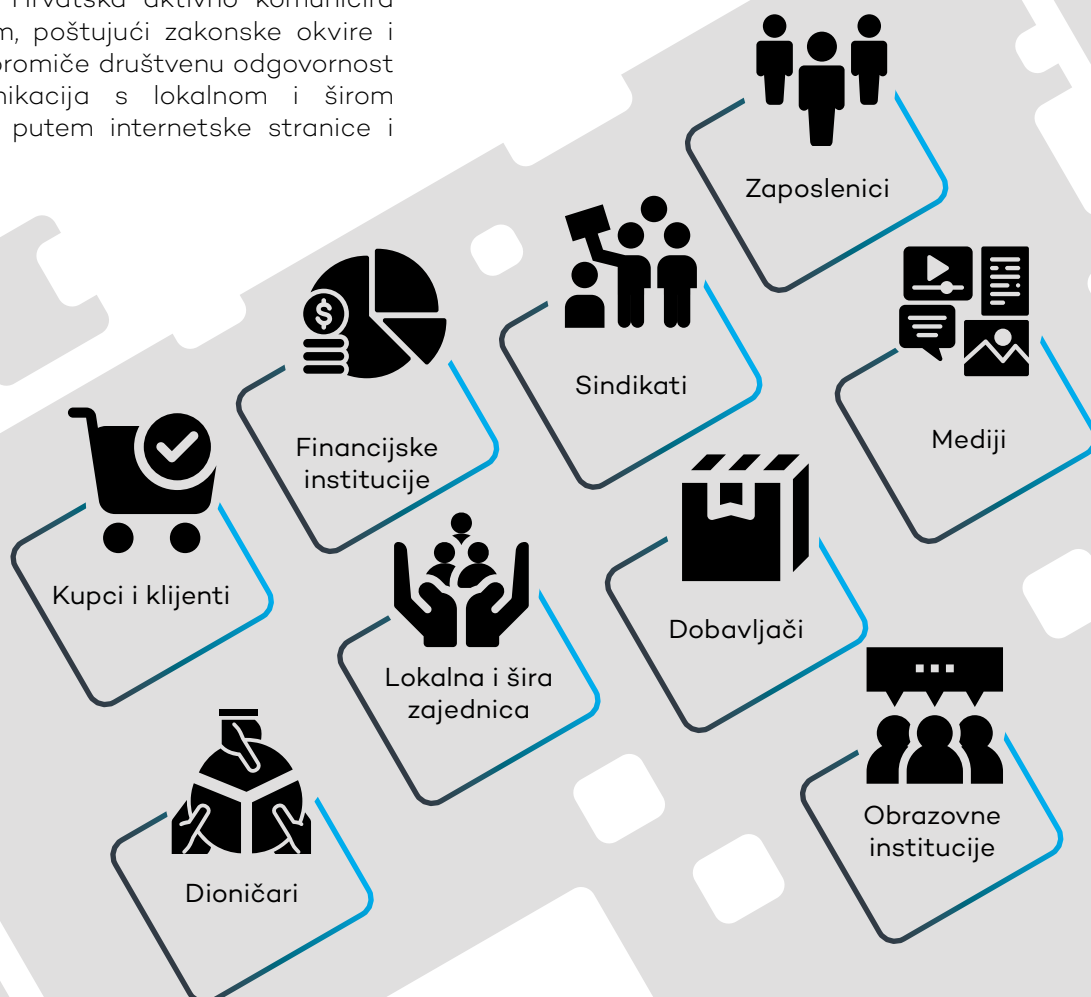 Hrvatska aktivno komunicira
poštujući zakonske okvire i
promiče društvenu odgovornost
s lokalnom i širom
putem internetske stranice i
Zaposlenici
Sindikati
Mediji
Financijske
institucije
Kupci i klijenti
Dobavljači
Lokalna i šira
zajednica
Obrazovne
institucije
Dioničari